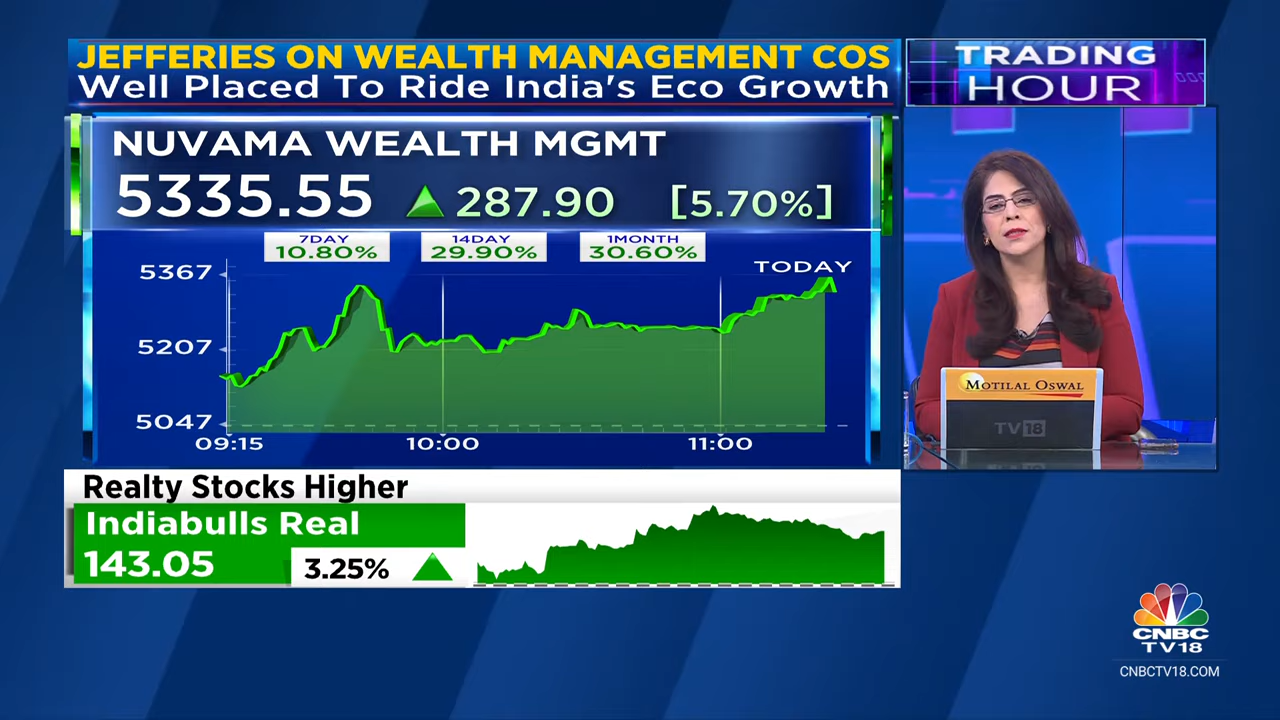 JEFFERIES ON WEALTH MANAGEMENT COS
Well Placed To Ride India's Eco Growth
TRADING
HOUR
NUVAMA WEALTH MGMT
5335.55 ▲ 287.90 [5.70%]
7DAY
10.80%
14DAY
29.90%
1MONTH
30.60%
TODAY
5367
5207
5047
09:15 10:00 11:00
MOTILAL OSWAL
TV18
Realty Stocks Higher
Indiabulls Real
143.05 3.25% ▲
CNBC
TV18
CNBCTV18.COM